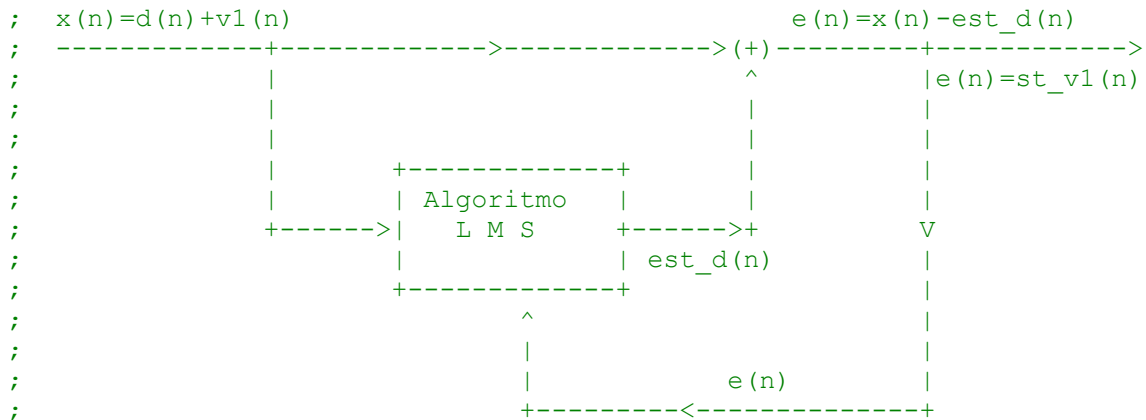 ; x(n)=d(n)+v1(n) e(n)=x(n)-est_d(n)
; -------------+------------->------------->(+)---------+------------>
; | ^ |e(n)=st_v1(n)
; | | |
; | | |
; | +-------------+ | |
; | | Algoritmo | | |
; +------>| L M S +------>+ V
; | | est_d(n) |
; +-------------+ |
; ^ |
; | |
; | e(n) |
; +---------<--------------+